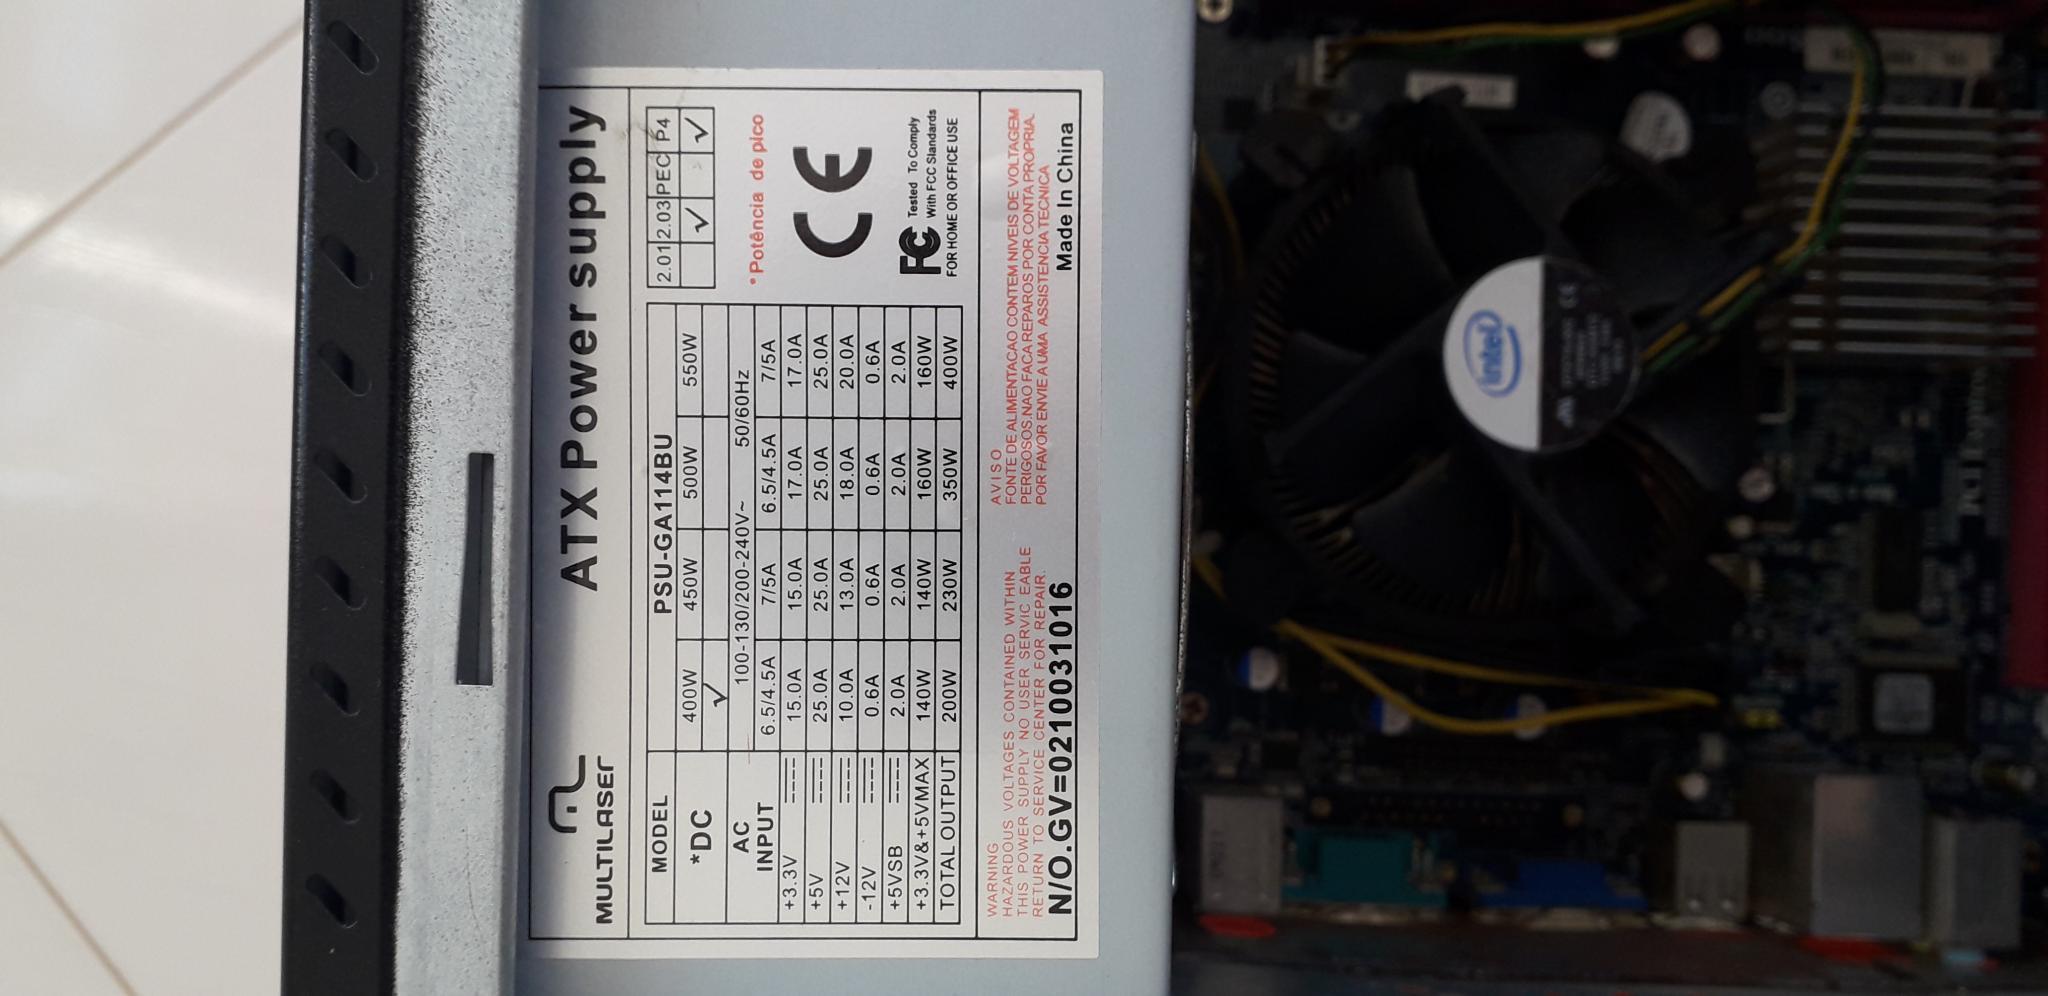 MULTILASER
ATX Power supply
MODEL PSU-GA114BU
*DC 400W 450W 500W 550W
✓
AC INPUT 100-130/200-240V~ 50/60Hz
6.5/4.5A 7/5A 6.5/4.5A 7/5A
+3.3V 15.0A 15.0A 17.0A 17.0A
+5V 25.0A 25.0A 25.0A 25.0A
+12V 10.0A 13.0A 18.0A 20.0A
-12V 0.6A 0.6A 0.6A 0.6A
+5VSB 2.0A 2.0A 2.0A 2.0A
+3.3V&+5VMAX 140W 140W 160W 160W
TOTAL OUTPUT 200W 230W 350W 400W
2.01 2.03 PEC P4
✓ ✓
*Potência de pico
CE
FC Tested To Comply
With FCC Standards
FOR HOME OR OFFICE USE
WARNING
HAZARDOUS VOLTAGES CONTAINED WITHIN
THIS POWER SUPPLY NO USER SERVIC EABLE
RETURN TO SERVICE CENTER FOR REPAIR.
AVISO
FONTE DE ALIMENTACAO CONTEM NIVEIS DE VOLTAGEM
PERIGOSOS.NAO FACA REPAROS POR CONTA PROPRIA.
POR FAVOR ENVIE A UMA ASSISTENCIA TECNICA
N/O.GV=02100031016
Made In China
intel
PCI Express